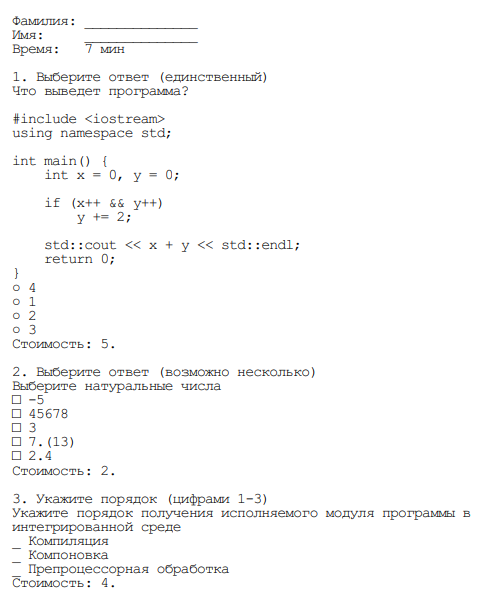 Фамилия: ______________
Имя:     ______________
Время:   7 мин
1. Выберите ответ (единственный)
Что выведет программа?
#include <iostream>
using namespace std;
int main() {
    int x = 0, y = 0;
    if (x++ && y++)
        y += 2;
    std::cout << x + y << std::endl;
    return 0;
}
○ 4
○ 1
○ 2
○ 3
Стоимость: 5.
2. Выберите ответ (возможно несколько)
Выберите натуральные числа
□ -5
□ 45678
□ 3
□ 7.(13)
□ 2.4
Стоимость: 2.
3. Укажите порядок (цифрами 1-3)
Укажите порядок получения исполняемого модуля программы в
интегрированной среде
_ Компиляция
_ Компоновка
_ Препроцессорная обработка
Стоимость: 4.